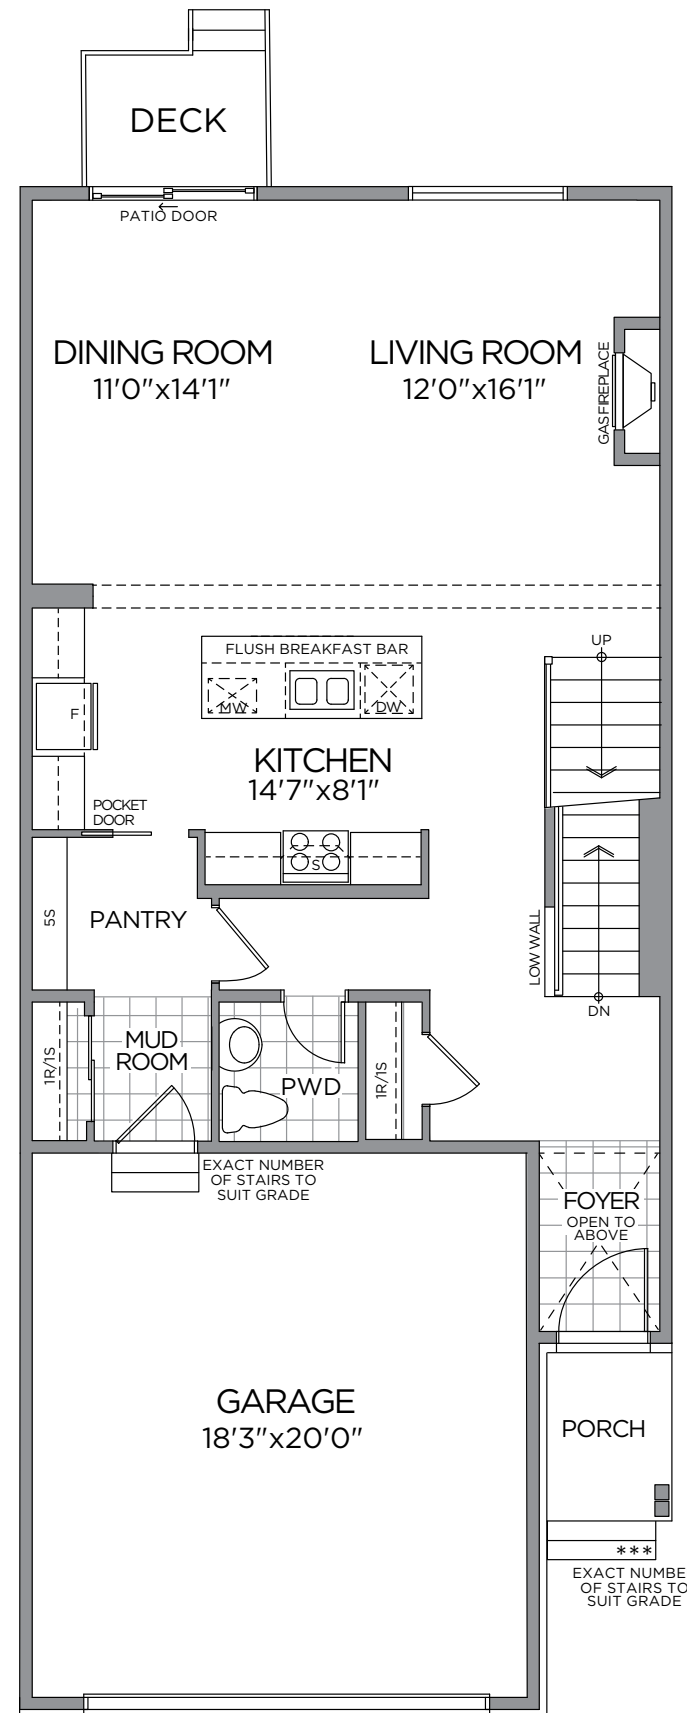 DECK
PATIO DOOR
DINING ROOM
11'0"x14'1"
LIVING ROOM
12'0"x16'1"
GAS FIREPLACE
FLUSH BREAKFAST BAR
MW
DW
UP
F
KITCHEN
14'7"x8'1"
POCKET
DOOR
S
5S
PANTRY
LOW WALL
DN
1R/1S
MUD
ROOM
PWD
1R/1S
EXACT NUMBER
OF STAIRS TO
SUIT GRADE
FOYER
OPEN TO
ABOVE
GARAGE
18'3"x20'0"
PORCH
***
EXACT NUMBE
OF STAIRS TO
SUIT GRADE